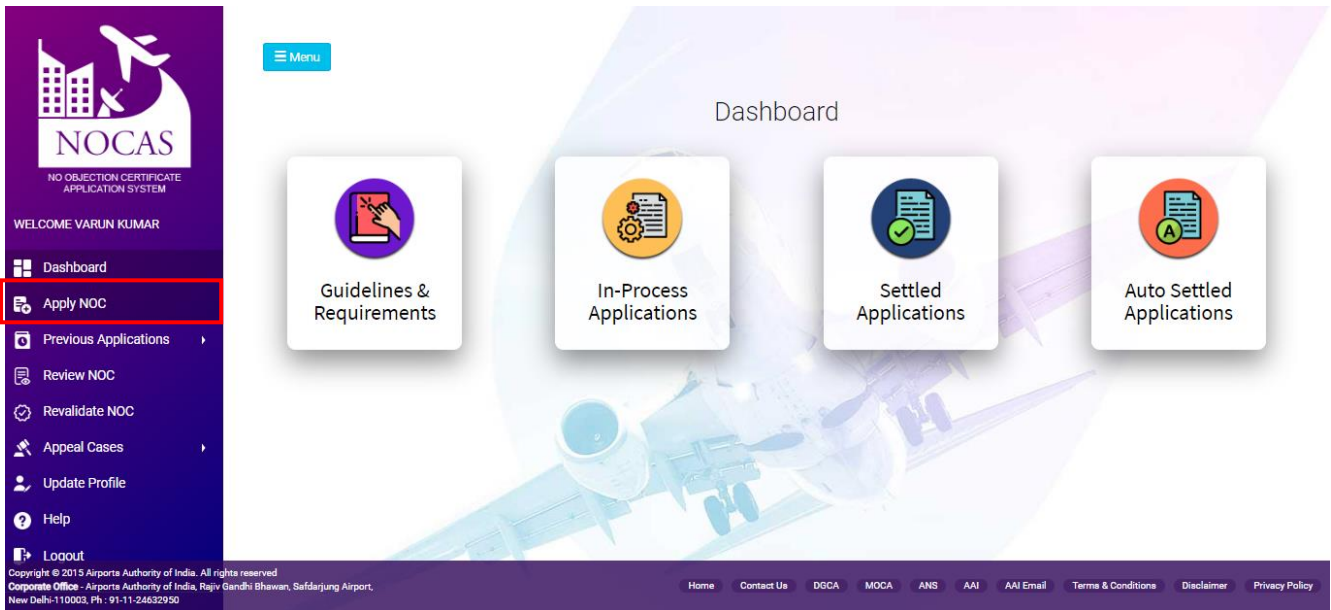 NOCAS
NO OBJECTION CERTIFICATE
APPLICATION SYSTEM
WELCOME VARUN KUMAR
Dashboard
Apply NOC
Previous Applications
Review NOC
Revalidate NOC
Appeal Cases
Update Profile
Help
Logout
Menu
Dashboard
Guidelines &
Requirements
In-Process
Applications
Settled
Applications
A
Auto Settled
Applications
Copyright © 2015 Airports Authority of India. All rights reserved
Corporate Office - Airports Authority of India, Rajiv Gandhi Bhawan, Safdarjung Airport,
New Delhi-110003, Ph : 91-11-24632950
Home Contact Us DGCA MOCA ANS AAI AAI Email Terms & Conditions Disclaimer Privacy Policy